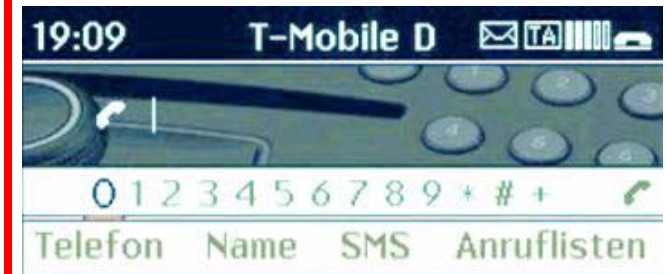 19:09 T-Mobile D TA
0 1 2 3 4 5 6 7 8 9 * # +
Telefon Name SMS Anruflisten